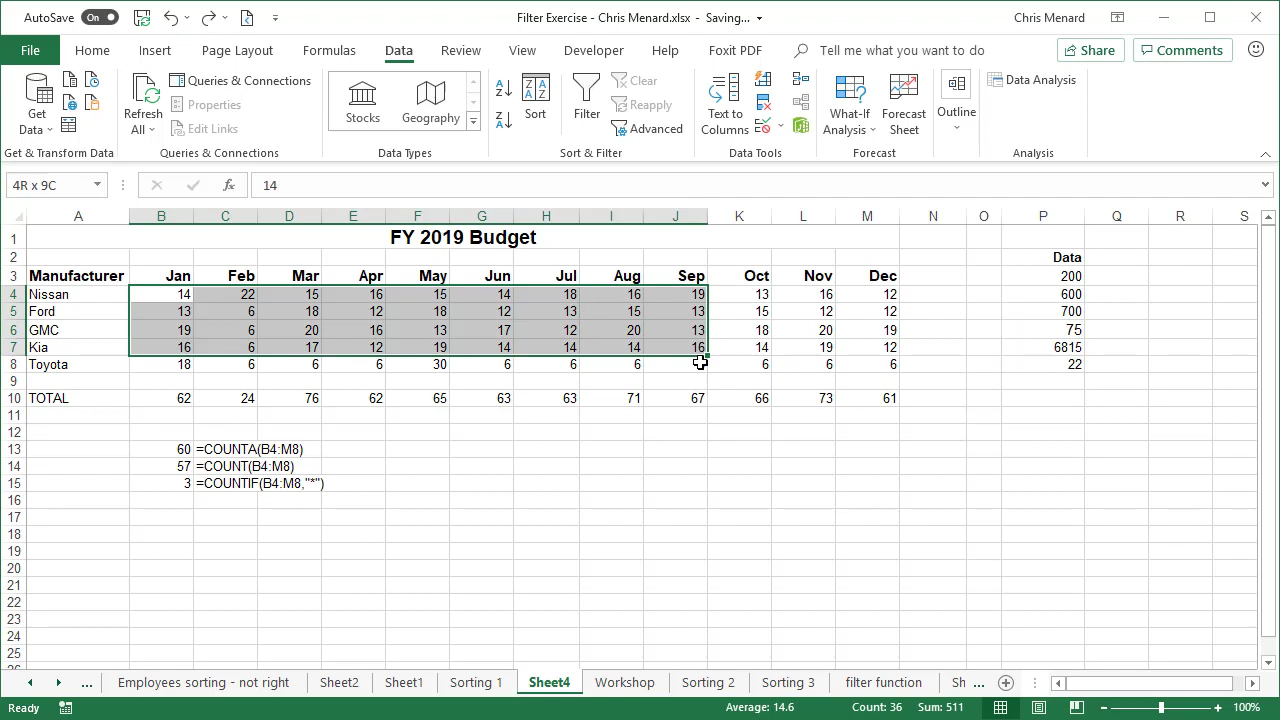 AutoSave On Filter Exercise - Chris Menard.xlsx - Saving... Chris Menard
File Home Insert Page Layout Formulas Data Review View Developer Help Foxit PDF Tell me what you want to do Share Comments
Get Data Refresh All Queries & Connections Properties Edit Links Stocks Geography Sort Filter Clear Reapply Advanced Text to Columns What-If Analysis Forecast Sheet Outline Data Analysis
Get & Transform Data Queries & Connections Data Types Sort & Filter Data Tools Forecast Analysis
4R x 9C fx 14
A B C D E F G H I J K L M N O P Q R S
1 FY 2019 Budget
2 Data
3 Manufacturer Jan Feb Mar Apr May Jun Jul Aug Sep Oct Nov Dec 200
4 Nissan 14 22 15 16 15 14 18 16 19 13 16 12 600
5 Ford 13 6 18 12 18 12 13 15 13 15 12 12 700
6 GMC 19 6 20 16 13 17 12 20 13 18 20 19 75
7 Kia 16 6 17 12 19 14 14 14 16 14 19 12 6815
8 Toyota 18 6 6 6 30 6 6 6 6 6 6 22
9
10 TOTAL 62 24 76 62 65 63 63 71 67 66 73 61
11
12
13 60 =COUNTA(B4:M8)
14 57 =COUNT(B4:M8)
15 3 =COUNTIF(B4:M8,"*")
16
17
18
19
20
21
22
23
24
25
... Employees sorting - not right Sheet2 Sheet1 Sorting 1 Sheet4 Workshop Sorting 2 Sorting 3 filter function Sh ...
Ready Average: 14.6 Count: 36 Sum: 511 100%